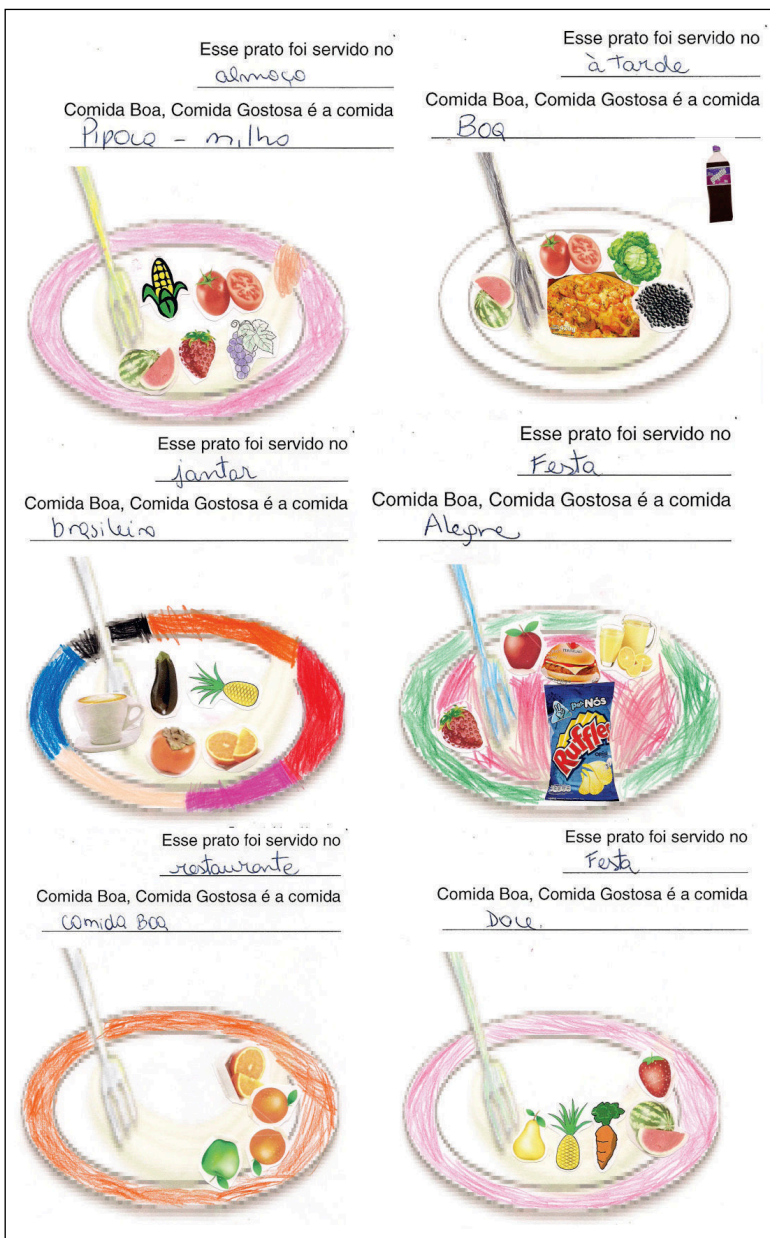 Esse prato foi servido no
almoço
Comida Boa, Comida Gostosa é a comida
Pipoca - milho
Esse prato foi servido no
à tarde
Comida Boa, Comida Gostosa é a comida
Boa
Esse prato foi servido no
jantar
Comida Boa, Comida Gostosa é a comida
brasileira
Esse prato foi servido no
Festa
Comida Boa, Comida Gostosa é a comida
Alegre
Nós
Ruffles
Esse prato foi servido no
restaurante
Comida Boa, Comida Gostosa é a comida
comida Boa
Esse prato foi servido no
Festa
Comida Boa, Comida Gostosa é a comida
Doce.